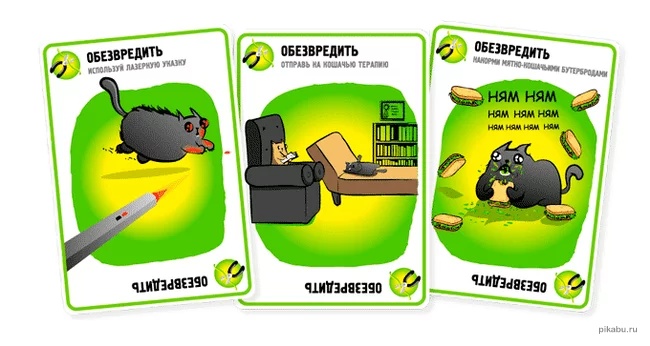 ОБЕЗВРЕДИТЬ
ИСПОЛЬЗУЙ ЛАЗЕРНУЮ УКАЗКУ
ОБЕЗВРЕДИТЬ
ОБЕЗВРЕДИТЬ
ОТПРАВЬ НА КОШАЧЬЮ ТЕРАПИЮ
ОБЕЗВРЕДИТЬ
ОБЕЗВРЕДИТЬ
НАКОРМИ МЯТНО-КОШАЧЬИМИ БУТЕРБРОДАМИ
НЯМ НЯМ
НЯМ НЯМ НЯМ
НЯМ НЯМ НЯМ НЯМ
ОБЕЗВРЕДИТЬ
pikabu.ru